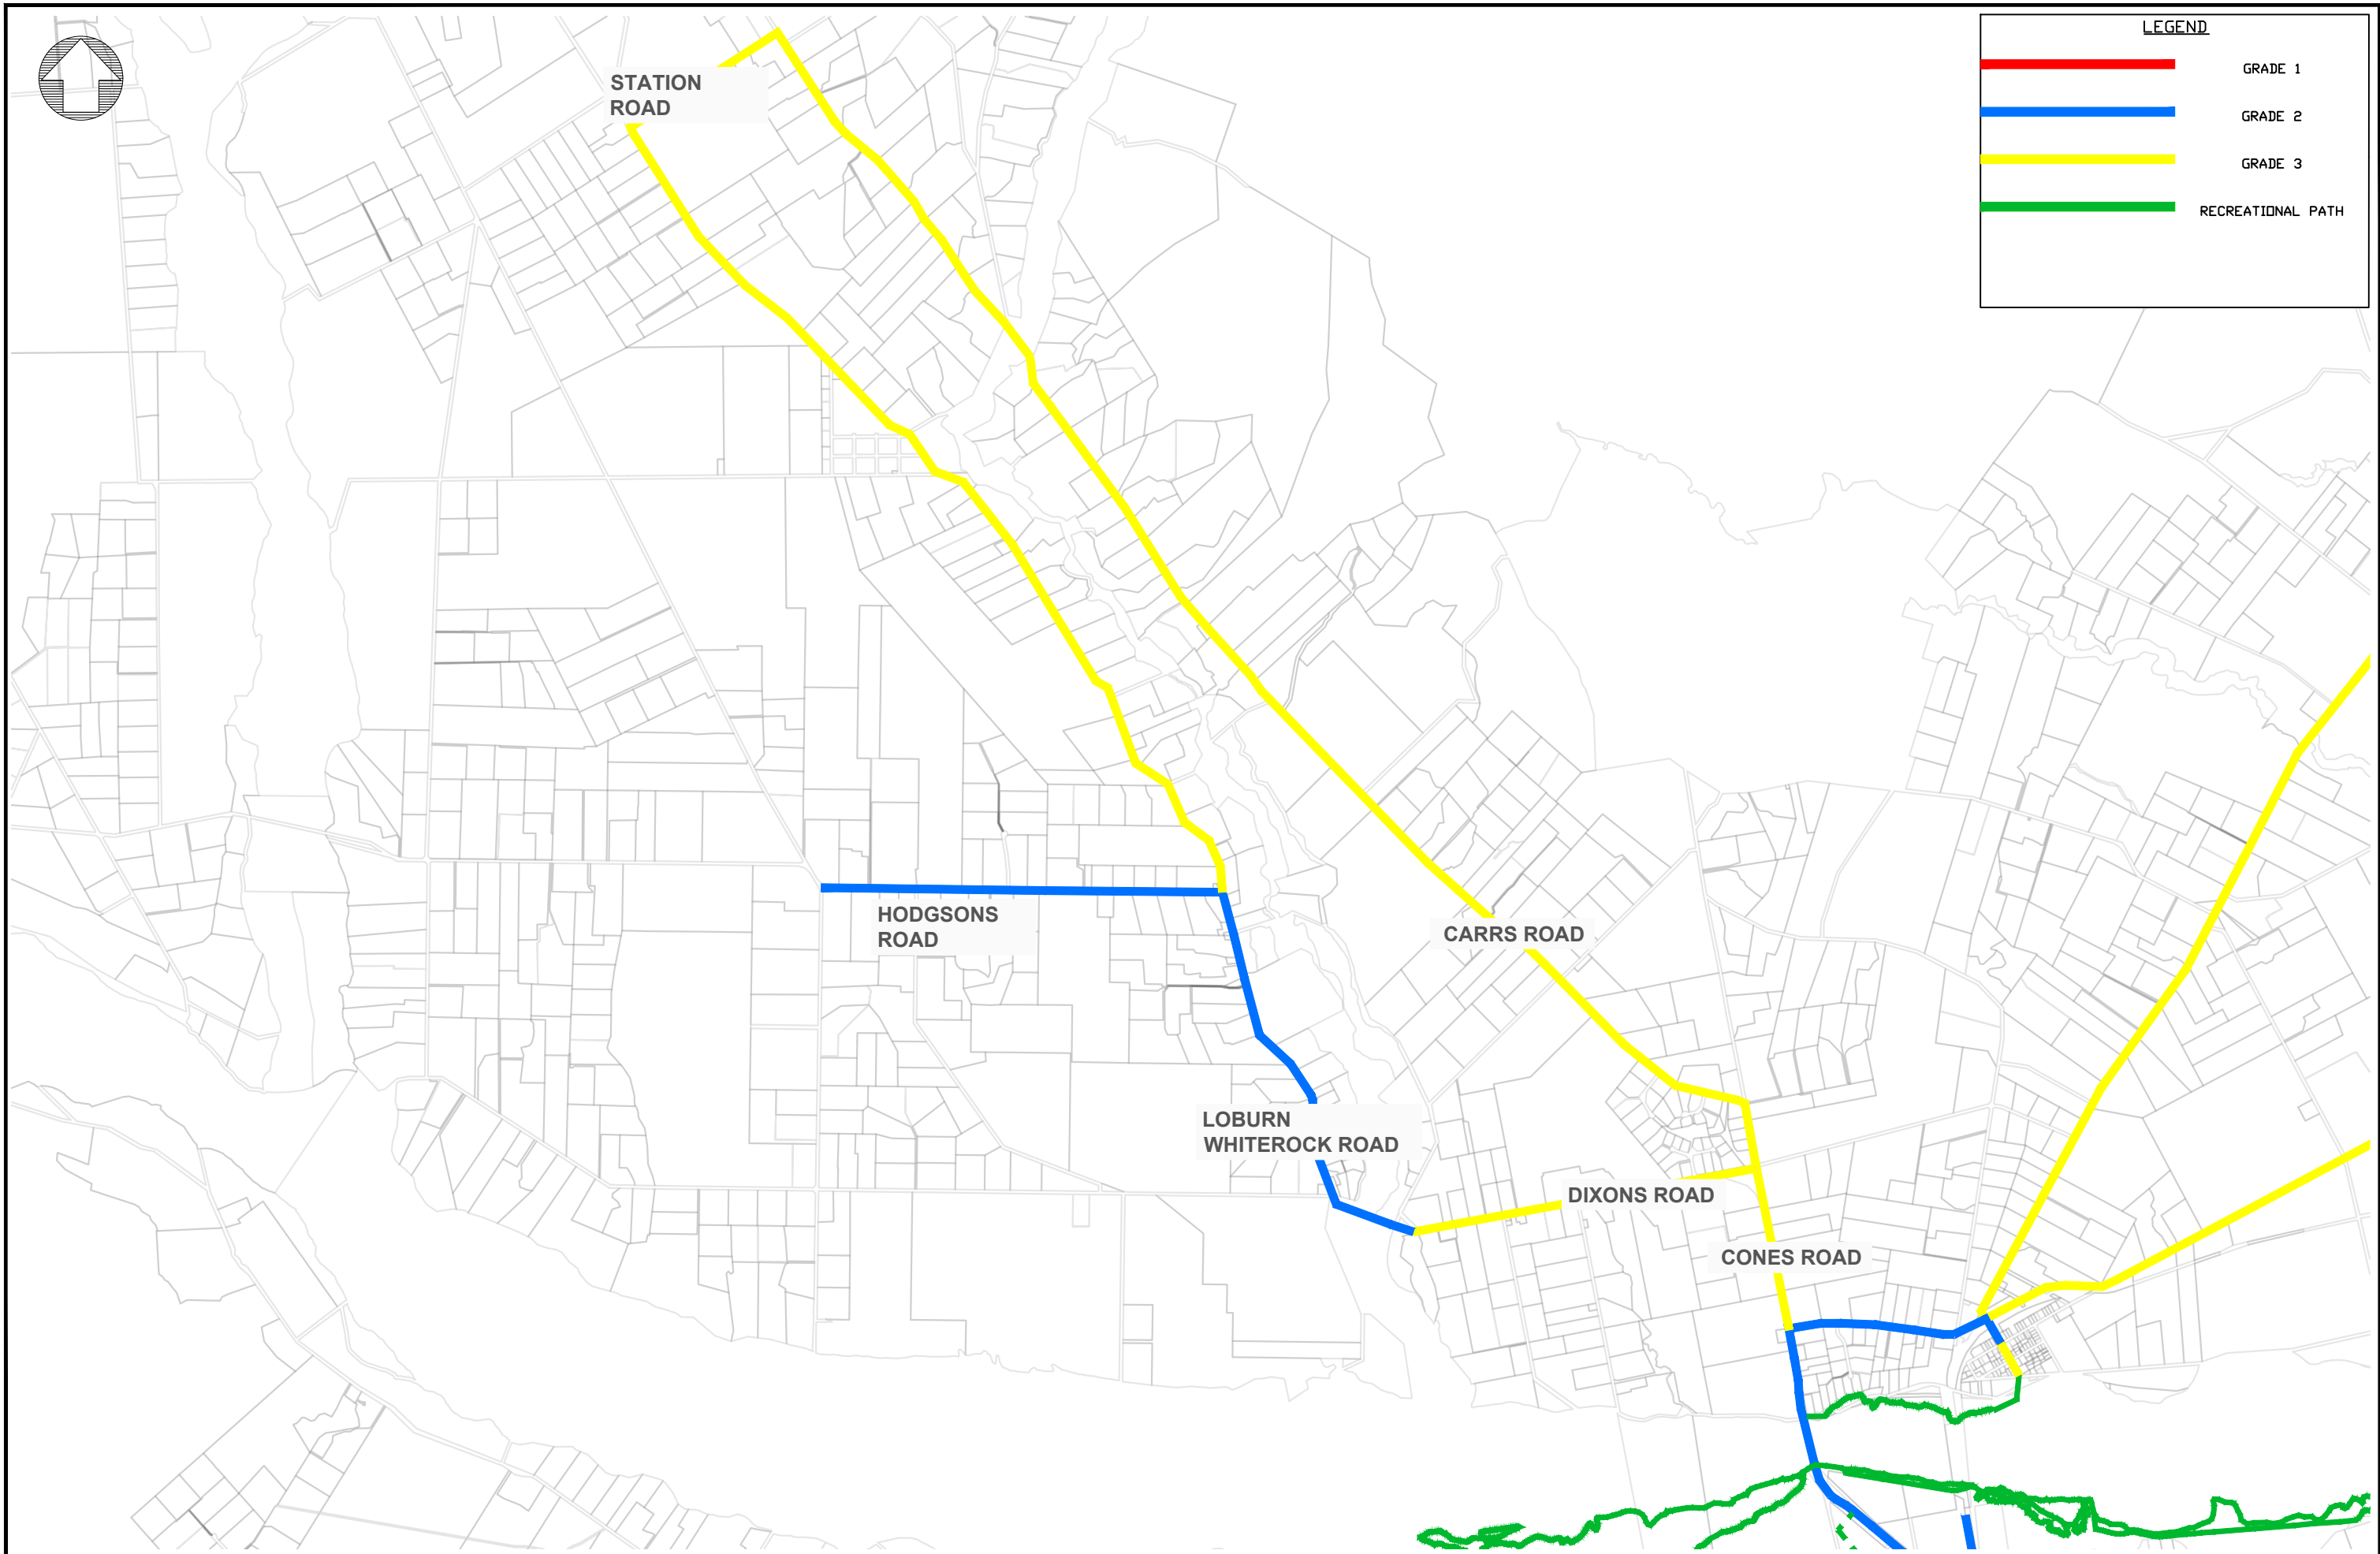 LEGEND
GRADE 1
GRADE 2
GRADE 3
RECREATIONAL PATH
STATION
ROAD
HODGSONS
ROAD
CARRS ROAD
LOBURN
WHITEROCK ROAD
DIXONS ROAD
CONES ROAD